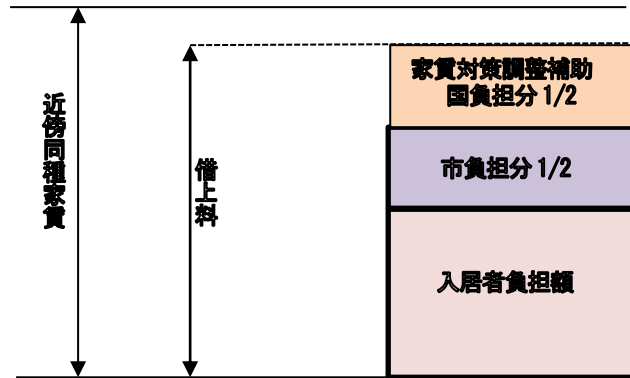 近傍同種家賃
借上料
家賃対策調整補助
国負担分 1/2
市負担分 1/2
入居者負担額